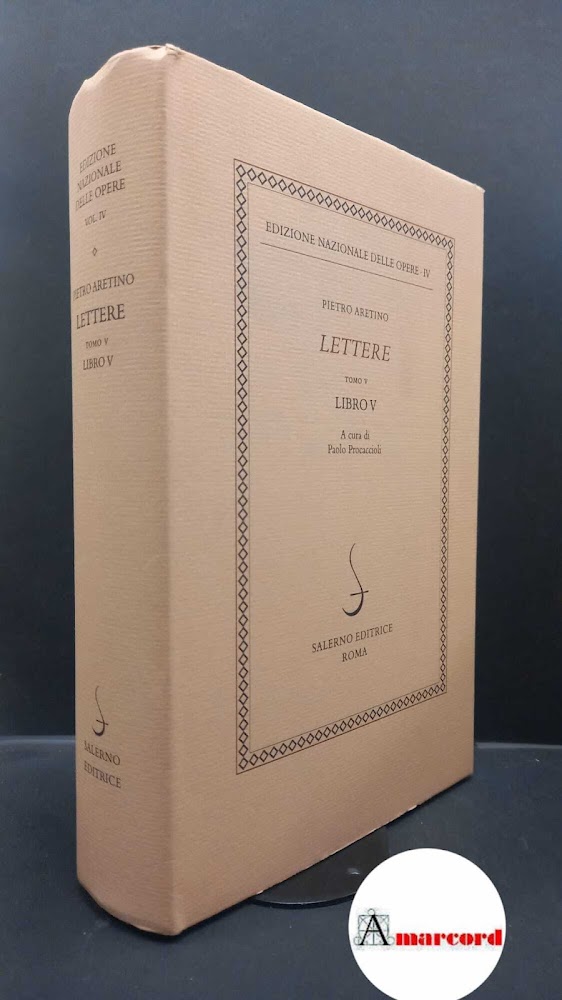 EDIZIONE
NAZIONALE
DELLE OPERE
VOL. IV
PIETRO ARETINO
LETTERE
TOMO V
LIBRO V
SALERNO
EDITRICE
EDIZIONE NAZIONALE DELLE OPERE · IV
PIETRO ARETINO
LETTERE
TOMO V
LIBRO V
A cura di
Paolo Procaccioli
SALERNO EDITRICE
ROMA
Amarcord